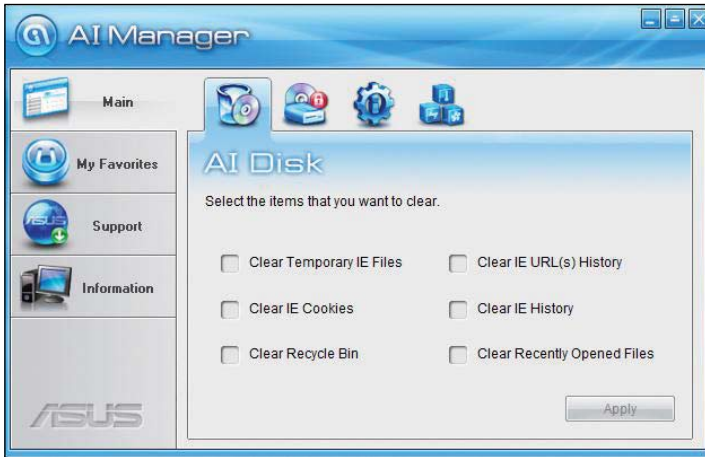 AI Manager
Main
My Favorites
Support
Information
ASUS
AI Disk
Select the items that you want to clear.
Clear Temporary IE Files
Clear IE URL(s) History
Clear IE Cookies
Clear IE History
Clear Recycle Bin
Clear Recently Opened Files
Apply
ASUS